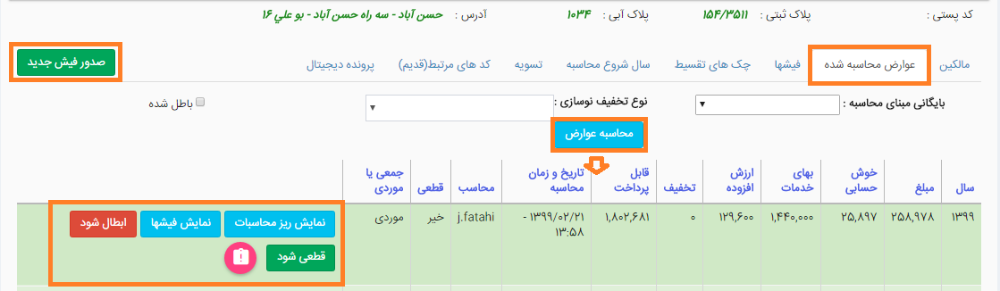 کد پستی : پلاک ثبتی : ۱۵۴/۳۵۱۱ پلاک آبی : ۱۰۳۴ آدرس : حسن آباد - سه راه حسن آباد - بو علي ۱۶
مالکین عوارض محاسبه شده فیشها چک های تقسیط سال شروع محاسبه تسویه کد های مرتبط(قدیم) پرونده دیجیتال صدور فیش جدید
بایگانی مبنای محاسبه : نوع تخفیف نوسازی : باطل شده
محاسبه عوارض
سال مبلغ خوش حسابی بهای خدمات ارزش افزوده تخفیف قابل پرداخت تاریخ و زمان محاسبه محاسب قطعی جمعی یا موردی
۱۳۹۹ ۲۵۸,۹۷۸ ۲۵,۸۹۷ ۱,۴۴۰,۰۰۰ ۱۲۹,۶۰۰ ۰ ۱,۸۰۲,۶۸۱ ۱۳۹۹/۰۲/۲۱ - ۱۳:۵۸ j.fatahi خیر موردی نمایش ریز محاسبات نمایش فیشها ابطال شود
قطعی شود